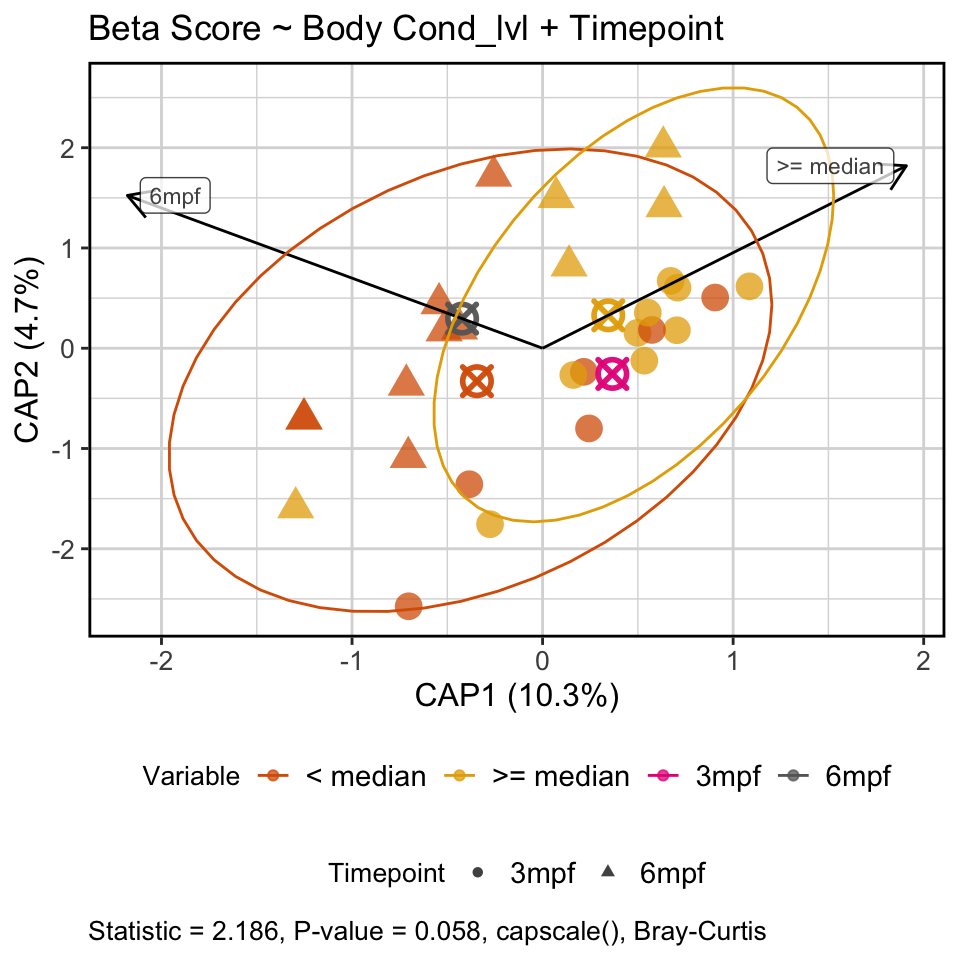 Beta Score ~ Body Cond_lvl + Timepoint
2
1
0
-1
-2
CAP2 (4.7%)
6mpf
>= median
-2 -1 0 1 2
CAP1 (10.3%)
Variable < median >= median 3mpf 6mpf
Timepoint 3mpf 6mpf
Statistic = 2.186, P-value = 0.058, capscale(), Bray-Curtis